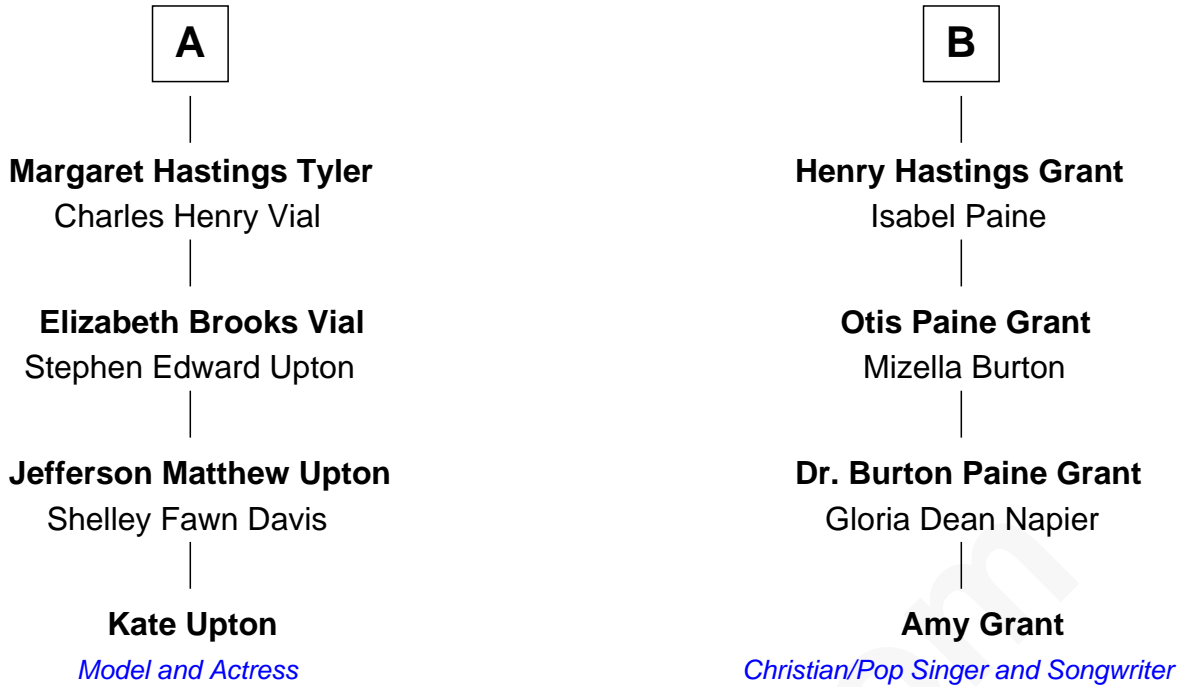 A
Margaret Hastings Tyler
Charles Henry Vial
Elizabeth Brooks Vial
Stephen Edward Upton
Jefferson Matthew Upton
Shelley Fawn Davis
Kate Upton
Model and Actress
B
Henry Hastings Grant
Isabel Paine
Otis Paine Grant
Mizella Burton
Dr. Burton Paine Grant
Gloria Dean Napier
Amy Grant
Christian/Pop Singer and Songwriter